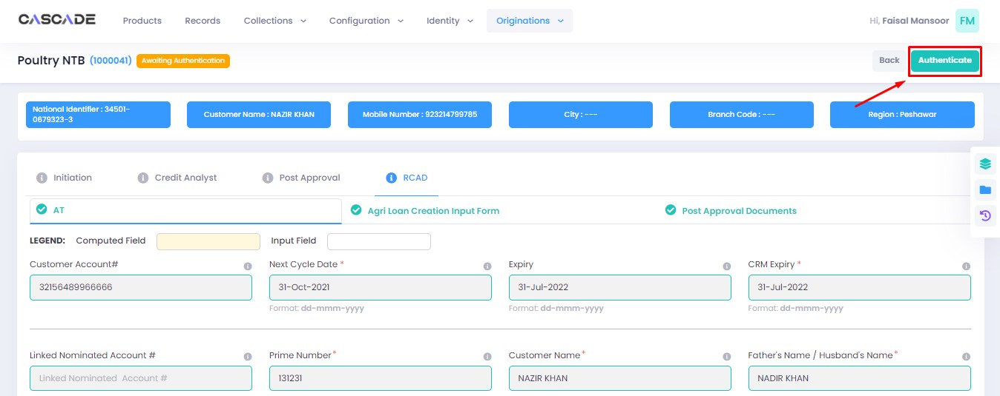 CASCADE Products Records Collections Configuration Identity Originations Hi, Faisal Mansoor FM
Poultry NTB (1000041) Awaiting Authentication Back Authenticate
National Identifier : 34501-
0679323-3
Customer Name : NAZIR KHAN Mobile Number : 923214799785 City : --- Branch Code : --- Region : Peshawar
Initiation Credit Analyst Post Approval RCAD
AT Agri Loan Creation Input Form Post Approval Documents
LEGEND: Computed Field Input Field
Customer Account# Next Cycle Date * Expiry CRM Expiry *
32156489966666 31-Oct-2021 31-Jul-2022 31-Jul-2022
Format: dd-mmm-yyyy Format: dd-mmm-yyyy Format: dd-mmm-yyyy
Linked Nominated Account # Prime Number * Customer Name * Father's Name / Husband's Name *
Linked Nominated Account # 131231 NAZIR KHAN NADIR KHAN